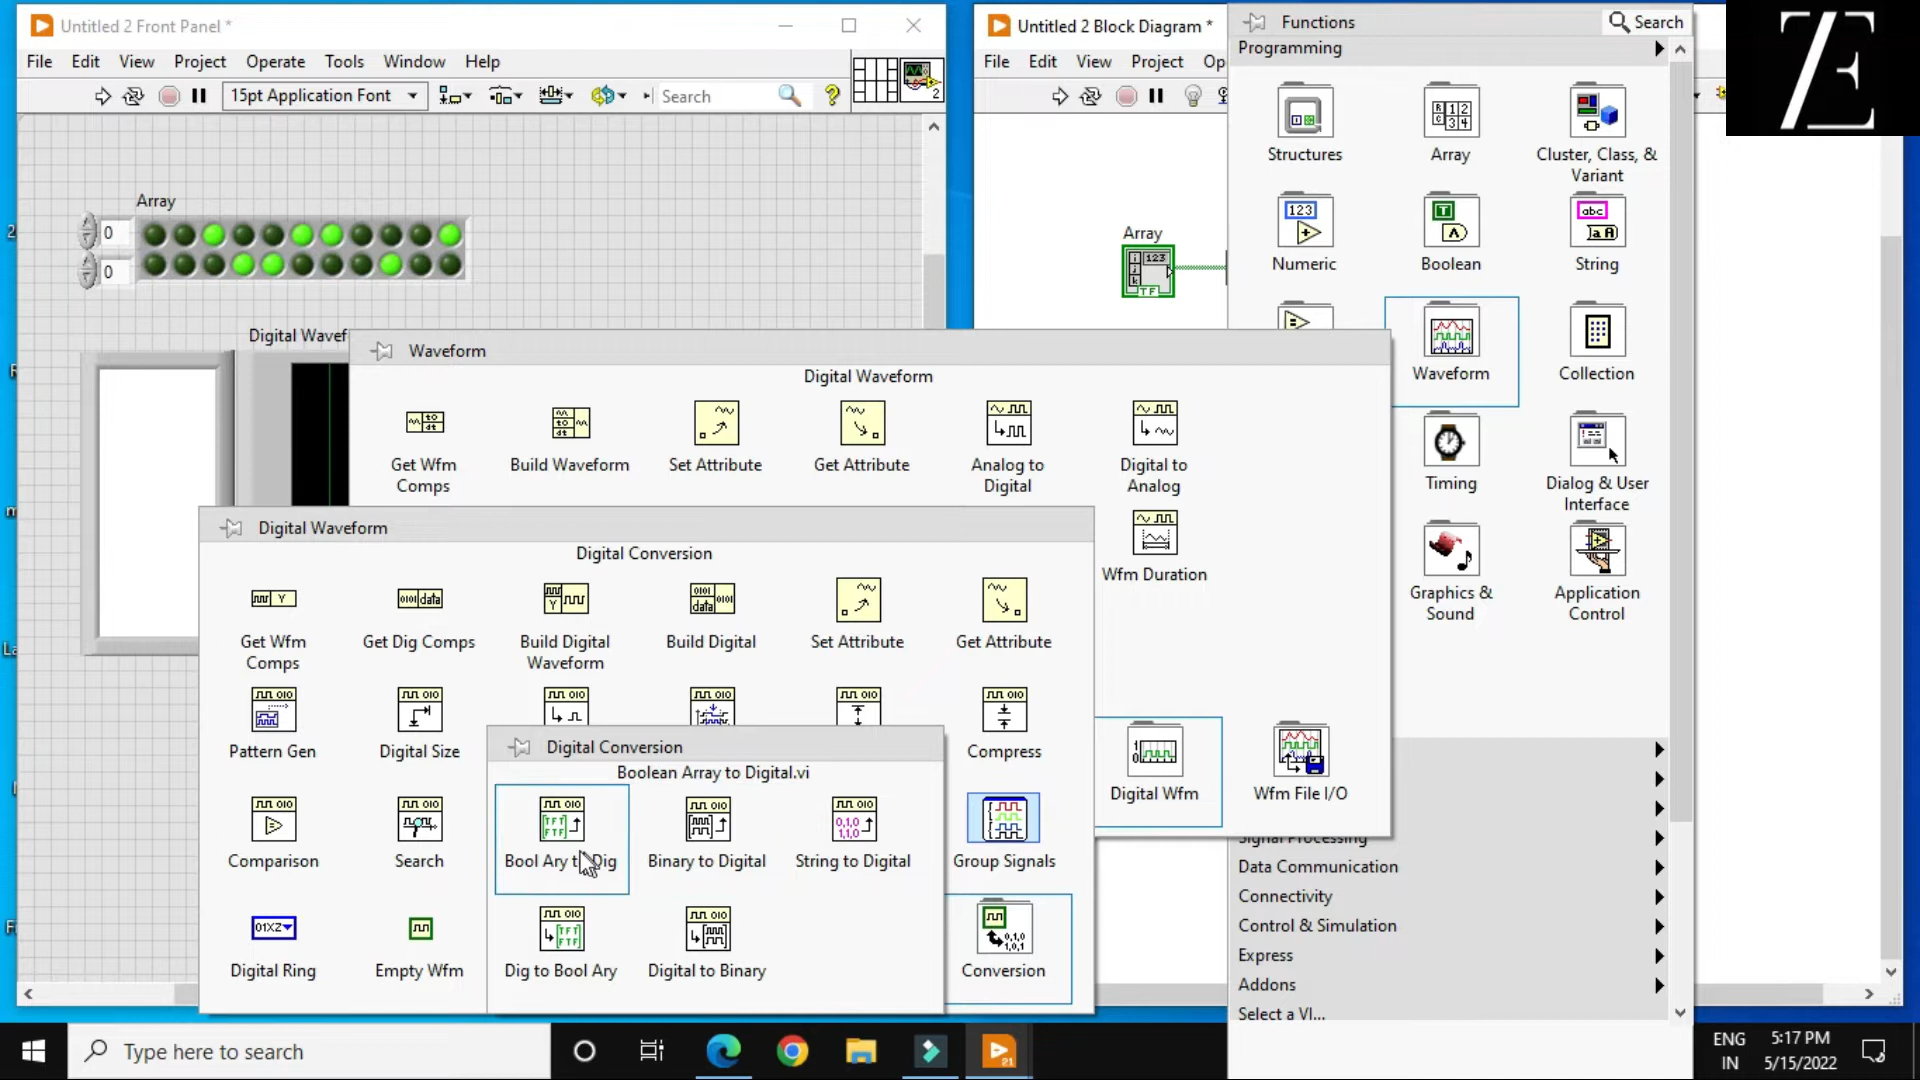 Untitled 2 Front Panel *
File Edit View Project Operate Tools Window Help
15pt Application Font
Search
2
Array
0
0
Digital Wavef
Untitled 2 Block Diagram *
File Edit View Project Op
Array
123
TF
Functions
Search
Programming
Structures
Array
Cluster, Class, & Variant
Numeric
Boolean
String
Waveform
Collection
Timing
Dialog & User Interface
Graphics & Sound
Application Control
Signal Processing
Data Communication
Connectivity
Control & Simulation
Express
Addons
Select a VI...
Waveform
Digital Waveform
Get Wfm Comps
Build Waveform
Set Attribute
Get Attribute
Analog to Digital
Digital to Analog
Wfm Duration
Digital Wfm
Wfm File I/O
Digital Waveform
Digital Conversion
Get Wfm Comps
Get Dig Comps
Build Digital Waveform
Build Digital
Set Attribute
Get Attribute
Pattern Gen
Digital Size
Compress
Comparison
Search
Group Signals
Digital Ring
Empty Wfm
Conversion
Digital Conversion
Boolean Array to Digital.vi
Bool Ary to Dig
Binary to Digital
String to Digital
Dig to Bool Ary
Digital to Binary
Type here to search
21
ENG
IN
5:17 PM
5/15/2022